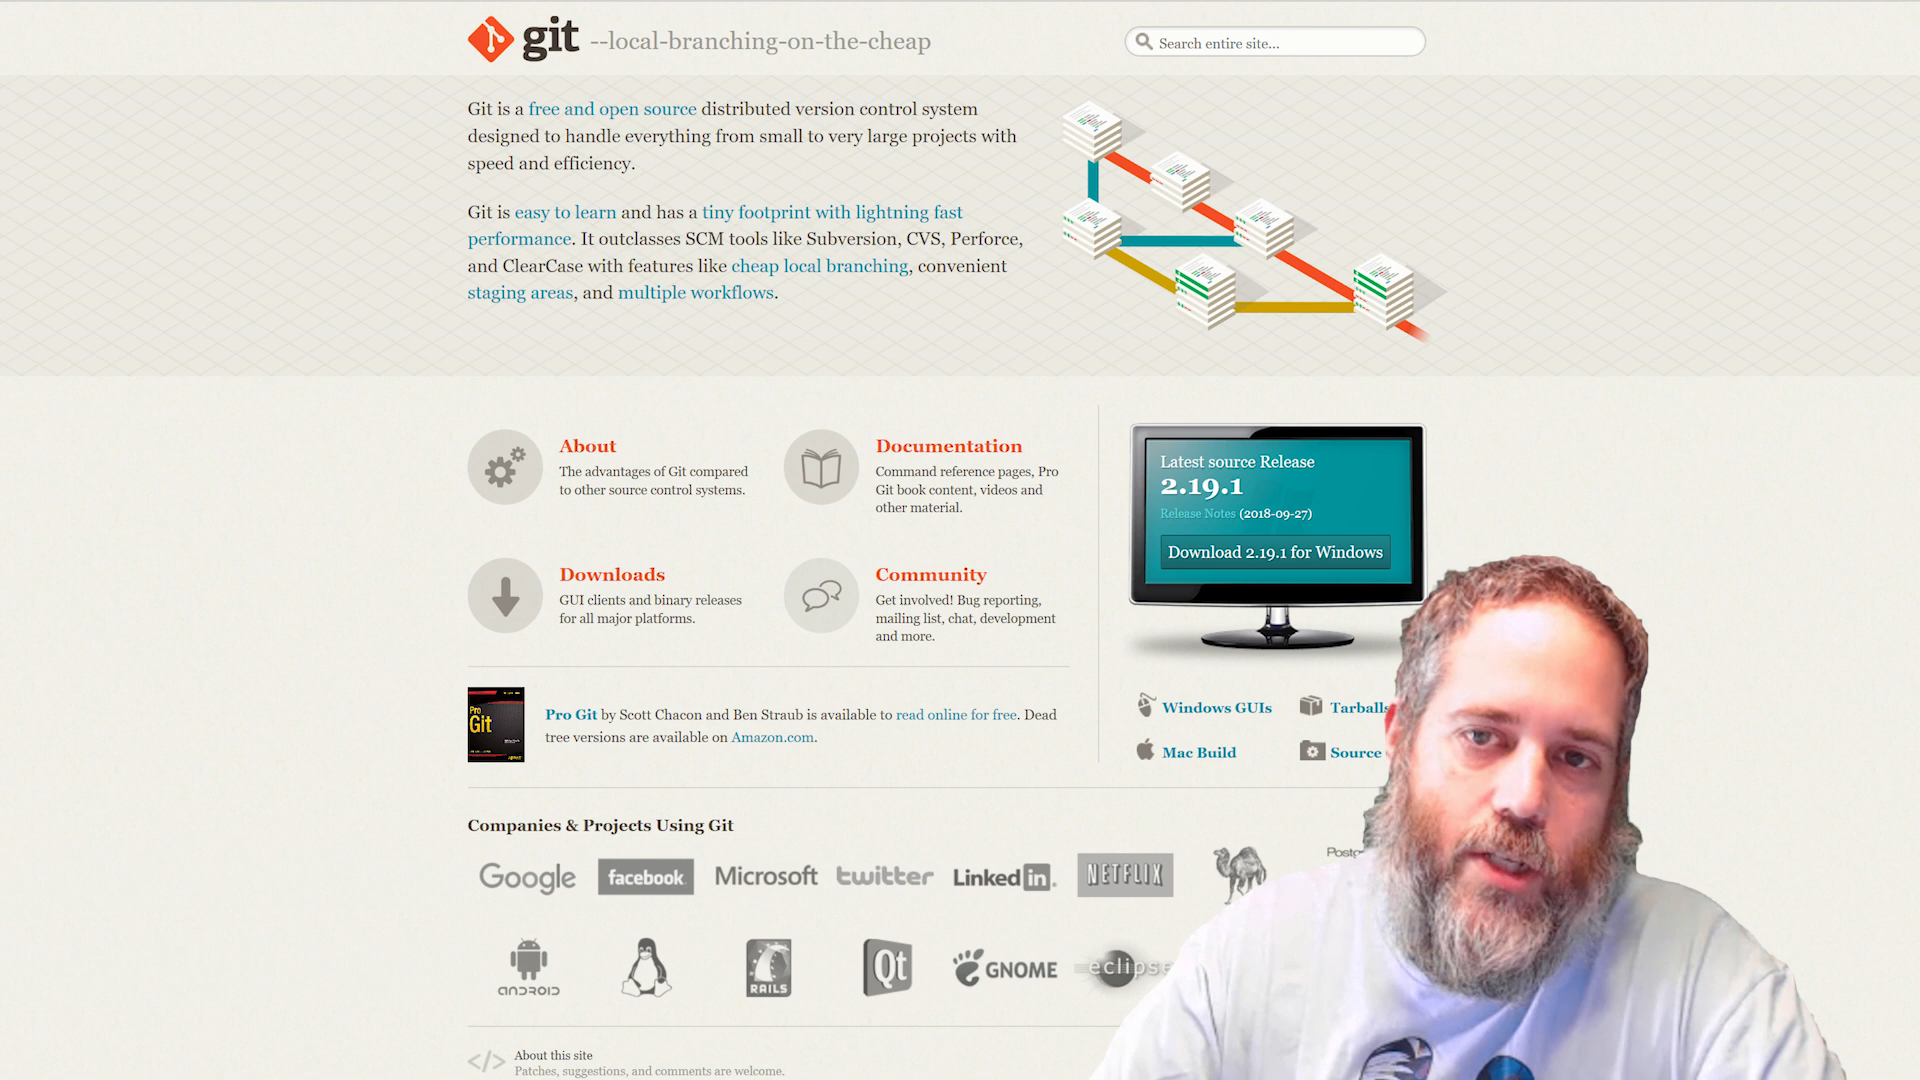 git --local-branching-on-the-cheap
Search entire site...
Git is a free and open source distributed version control system
designed to handle everything from small to very large projects with
speed and efficiency.
Git is easy to learn and has a tiny footprint with lightning fast
performance. It outclasses SCM tools like Subversion, CVS, Perforce,
and ClearCase with features like cheap local branching, convenient
staging areas, and multiple workflows.
About
The advantages of Git compared
to other source control systems.
Documentation
Command reference pages, Pro
Git book content, videos and
other material.
Downloads
GUI clients and binary releases
for all major platforms.
Community
Get involved! Bug reporting,
mailing list, chat, development
and more.
Latest source Release
2.19.1
Release Notes (2018-09-27)
Download 2.19.1 for Windows
Windows GUIs
Tarballs
Mac Build
Source
Pro
Git
Pro Git by Scott Chacon and Ben Straub is available to read online for free. Dead
tree versions are available on Amazon.com.
Companies & Projects Using Git
Google facebook Microsoft twitter Linked in NETFLIX Postg
ANDROID RAILS Qt GNOME eclipse
</> About this site
Patches, suggestions, and comments are welcome.